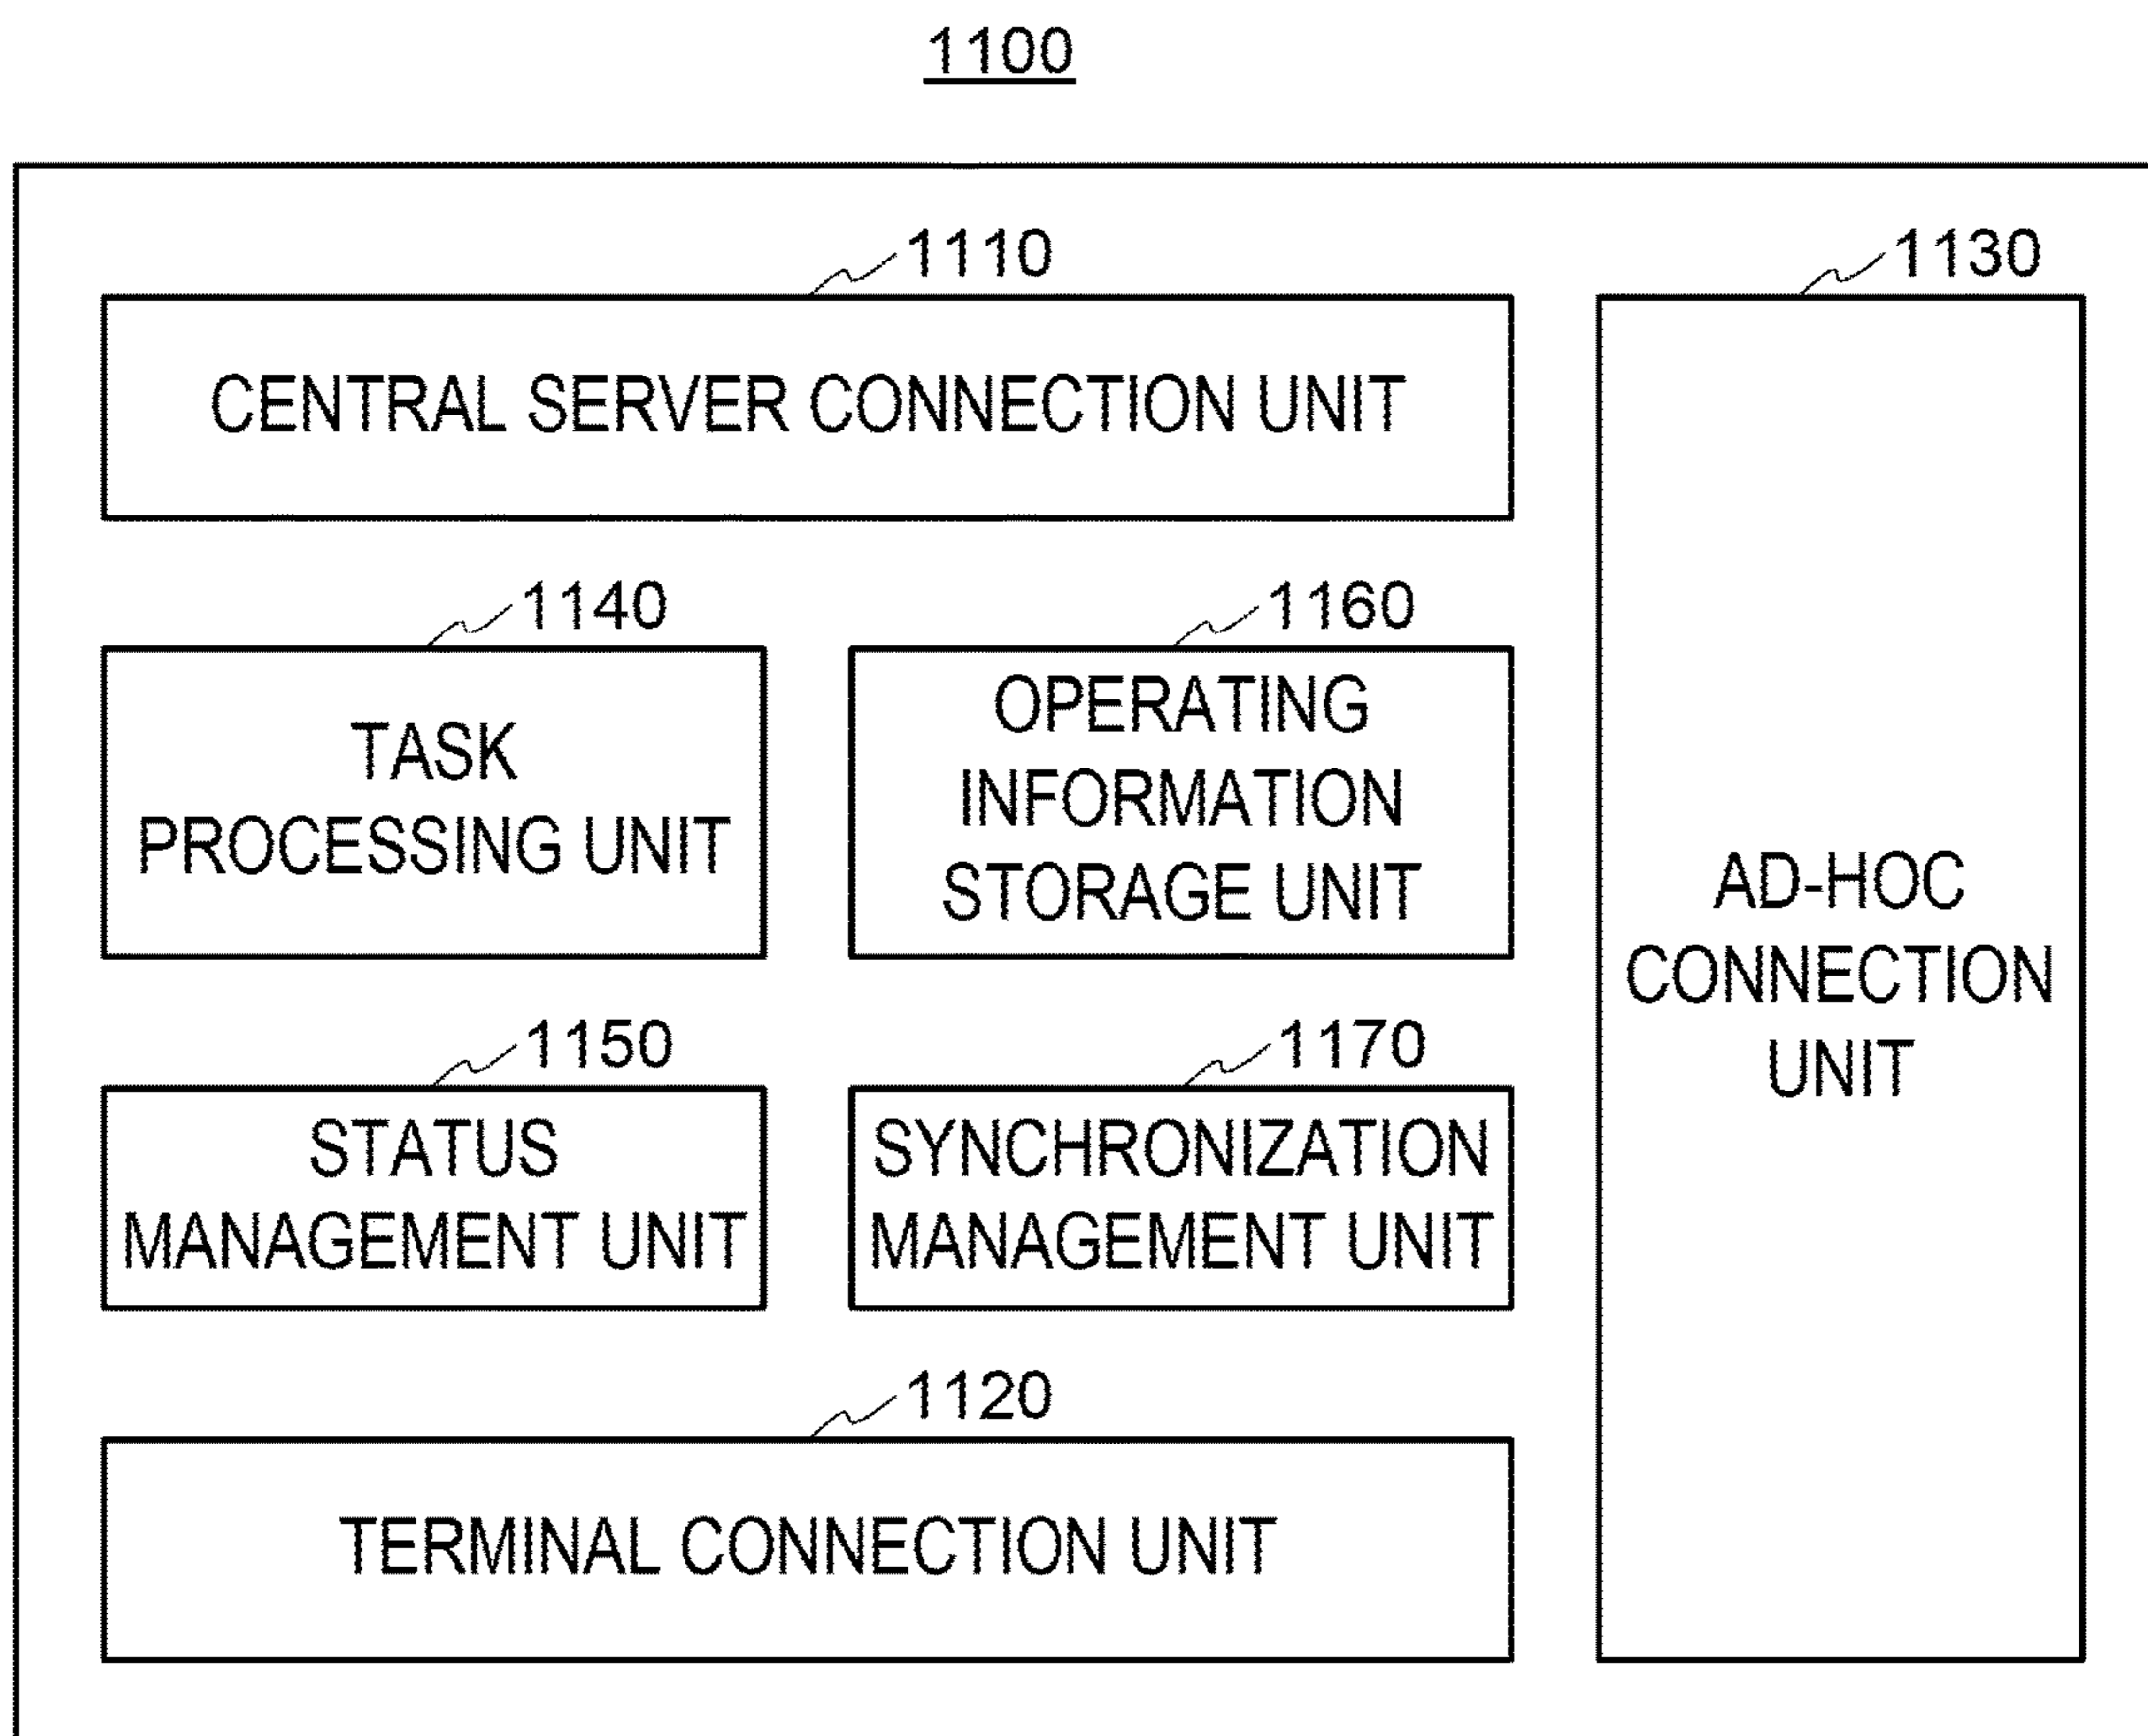 1100
1110
CENTRAL SERVER CONNECTION UNIT
1130
AD-HOC
CONNECTION
UNIT
1140
TASK
PROCESSING UNIT
1160
OPERATING
INFORMATION
STORAGE UNIT
1150
STATUS
MANAGEMENT UNIT
1170
SYNCHRONIZATION
MANAGEMENT UNIT
1120
TERMINAL CONNECTION UNIT